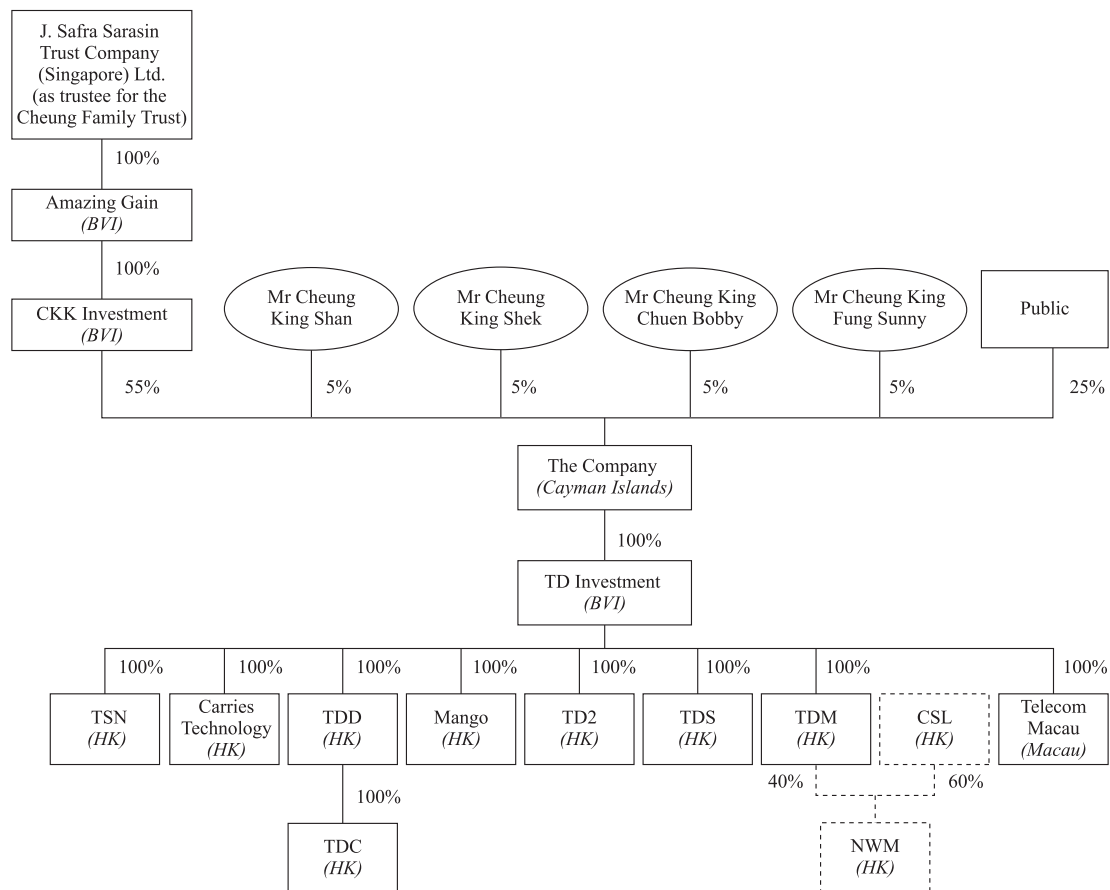 J. Safra Sarasin
Trust Company
(Singapore) Ltd.
(as trustee for the
Cheung Family Trust)
100%
Amazing Gain
(BVI)
100%
CKK Investment
(BVI)
Mr Cheung
King Shan
Mr Cheung
King Shek
Mr Cheung King
Chuen Bobby
Mr Cheung King
Fung Sunny
Public
55%
5%
5%
5%
5%
25%
The Company
(Cayman Islands)
100%
TD Investment
(BVI)
100%
100%
100%
100%
100%
100%
100%
100%
TSN
(HK)
Carries
Technology
(HK)
TDD
(HK)
Mango
(HK)
TD2
(HK)
TDS
(HK)
TDM
(HK)
CSL
(HK)
Telecom
Macau
(Macau)
100%
40%
60%
TDC
(HK)
NWM
(HK)